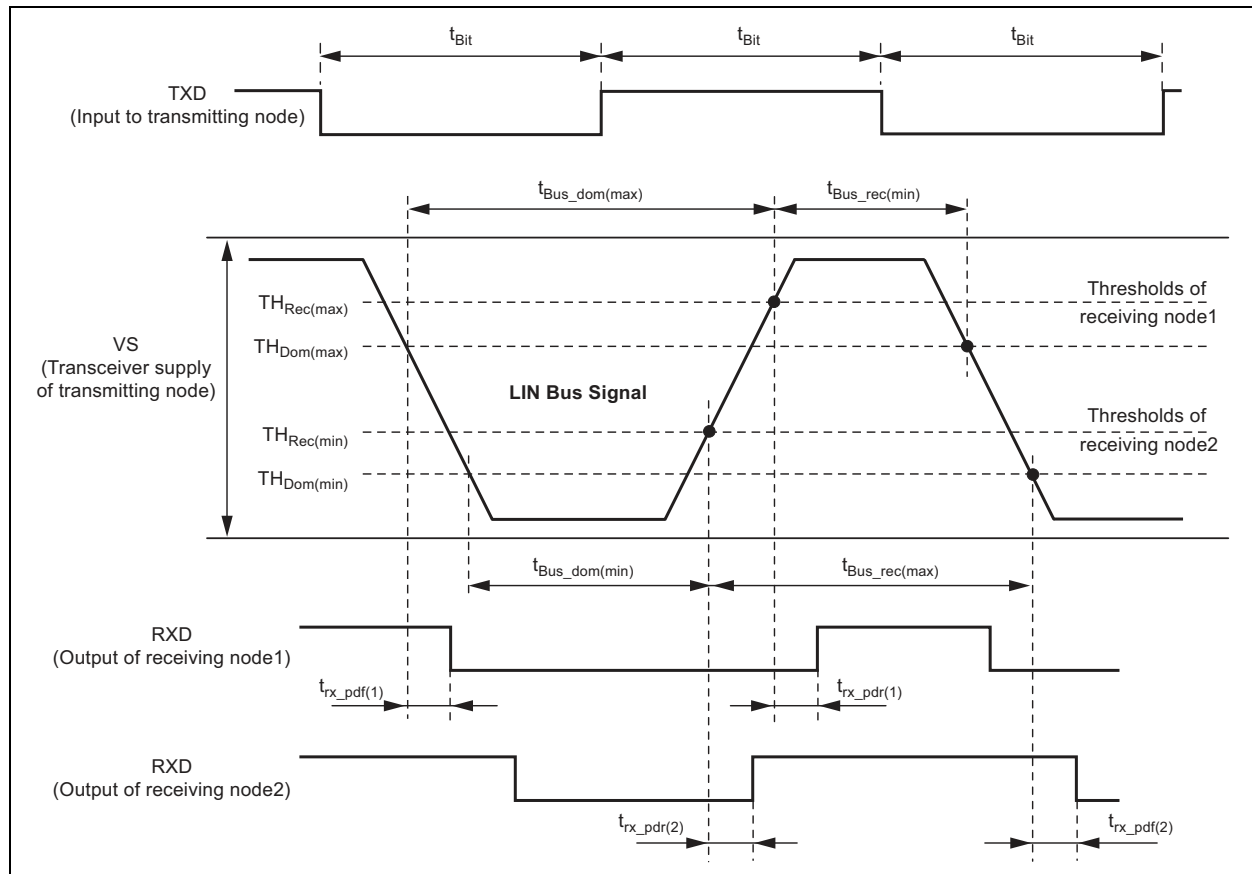 tBit
tBit
tBit
TXD
(Input to transmitting node)
tBus_dom(max)
tBus_rec(min)
THRec(max)
Thresholds of
receiving node1
THDom(max)
VS
(Transceiver supply
of transmitting node)
LIN Bus Signal
THRec(min)
Thresholds of
receiving node2
THDom(min)
tBus_dom(min)
tBus_rec(max)
RXD
(Output of receiving node1)
trx_pdf(1)
trx_pdr(1)
RXD
(Output of receiving node2)
trx_pdr(2)
trx_pdf(2)